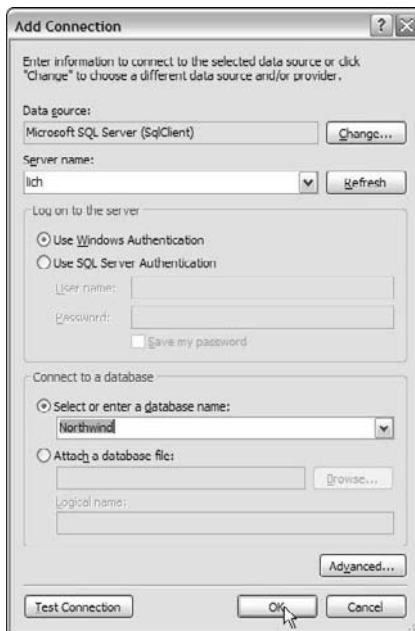 Add Connection
Enter information to connect to the selected data source or click
"Change" to choose a different data source and/or provider.
Data source:
Microsoft SQL Server (SqlClient)
Change...
Server name:
lich
Refresh
Log on to the server
Use Windows Authentication
Use SQL Server Authentication
User name:
Password:
Save my password
Connect to a database
Select or enter a database name:
Northwind
Attach a database file:
Browse...
Logical name:
Advanced...
Test Connection
OK
Cancel